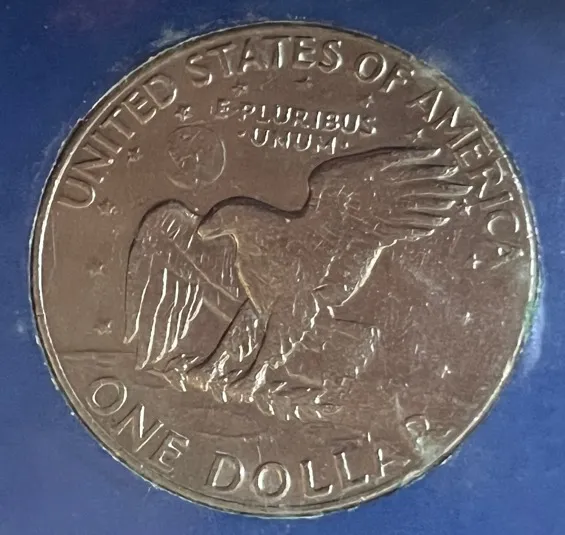 UNITED STATES OF AMERICA
E·PLURIBUS
·UNUM·
ONE DOLLAR